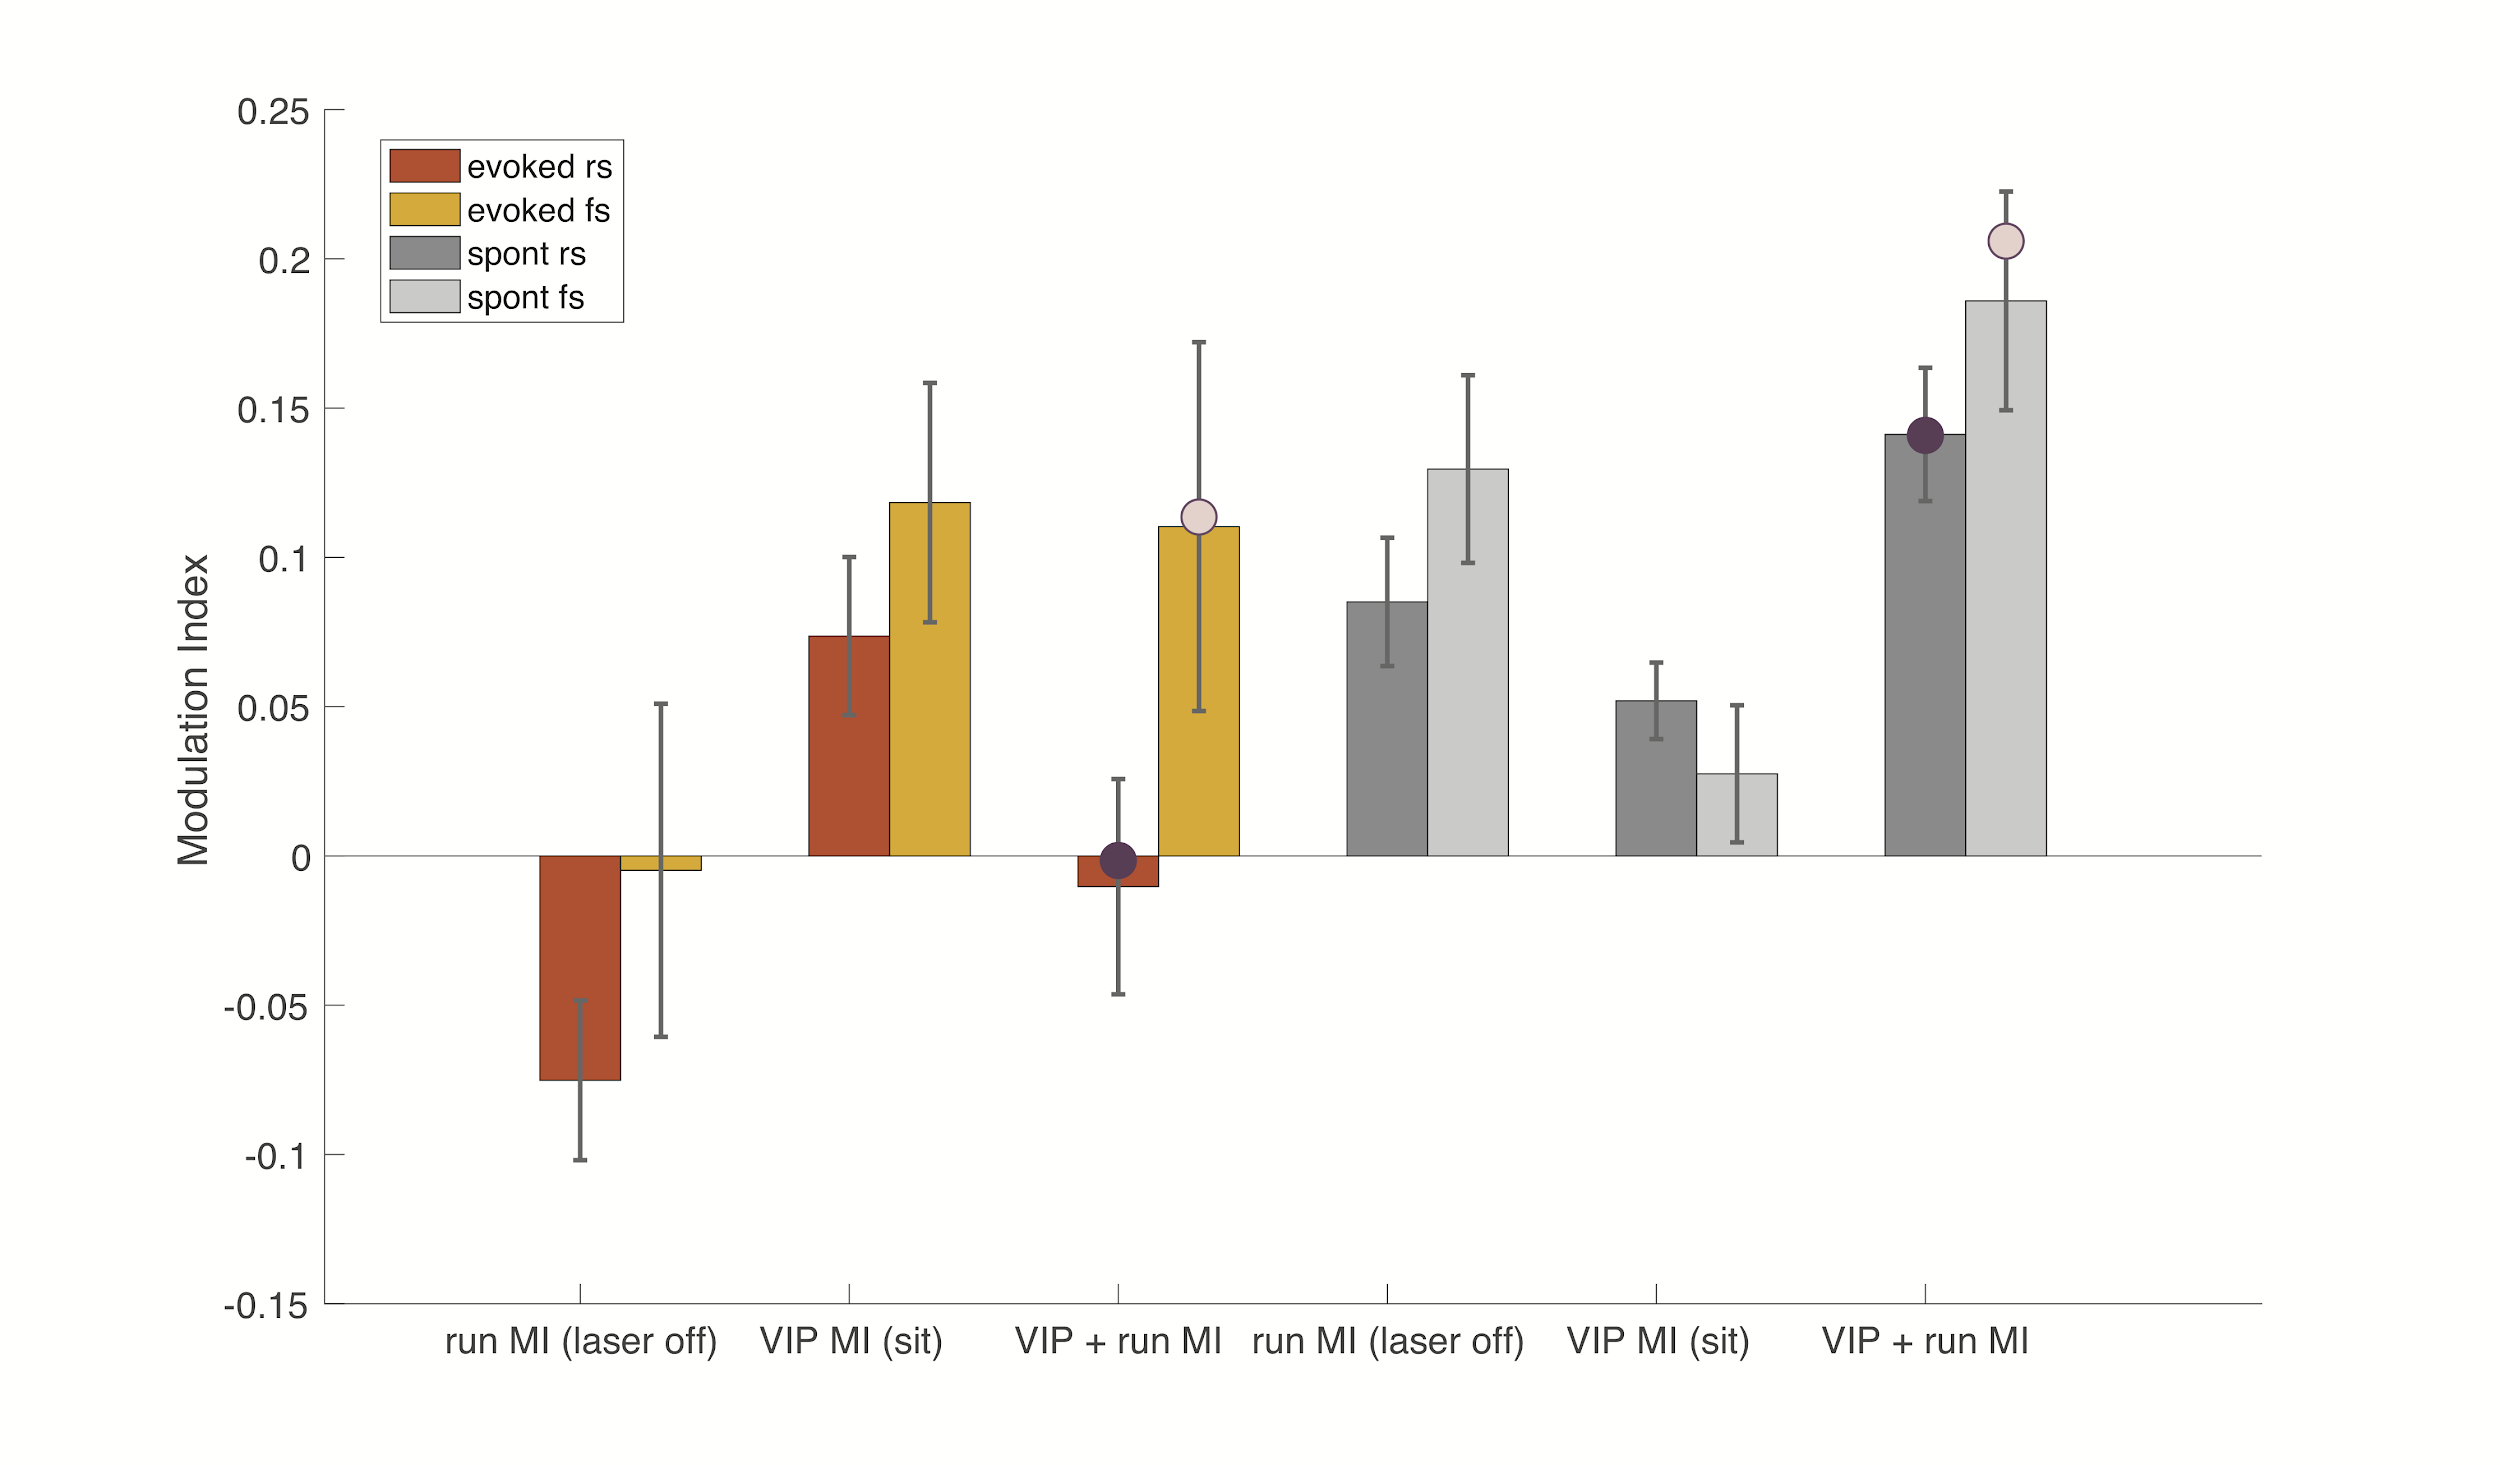 0.25
0.2
0.15
0.1
0.05
0
-0.05
-0.1
-0.15
Modulation Index
evoked rs
evoked fs
spont rs
spont fs
run MI (laser off) VIP MI (sit) VIP + run MI run MI (laser off) VIP MI (sit) VIP + run MI